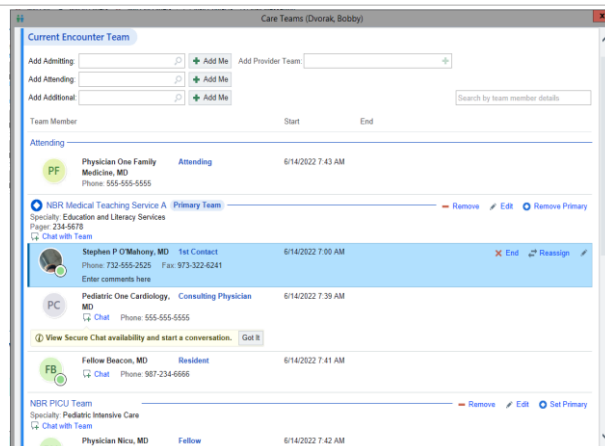 Care Teams (Dvorak, Bobby)
x
Current Encounter Team
Add Admitting: Add Me Add Provider Team:
Add Attending: Add Me
Add Additional: Add Me Search by team member details
Team Member Start End
Attending
PF Physician One Family Medicine, MD Attending 6/14/2022 7:43 AM
Phone: 555-555-5555
NBR Medical Teaching Service A Primary Team Remove Edit Remove Primary
Specialty: Education and Literacy Services
Pager: 234-5678
Chat with Team
Stephen P O'Mahony, MD 1st Contact 6/14/2022 7:00 AM End Reassign
Phone: 732-555-2525 Fax: 973-322-6241
Enter comments here
PC Pediatric One Cardiology, MD Consulting Physician 6/14/2022 7:39 AM
Chat Phone: 555-555-5555
View Secure Chat availability and start a conversation. Got It
FB Fellow Beacon, MD Resident 6/14/2022 7:41 AM
Chat Phone: 987-234-6666
NBR PICU Team Remove Edit Set Primary
Specialty: Pediatric Intensive Care
Chat with Team
Physician Nicu, MD Fellow 6/14/2022 7:42 AM